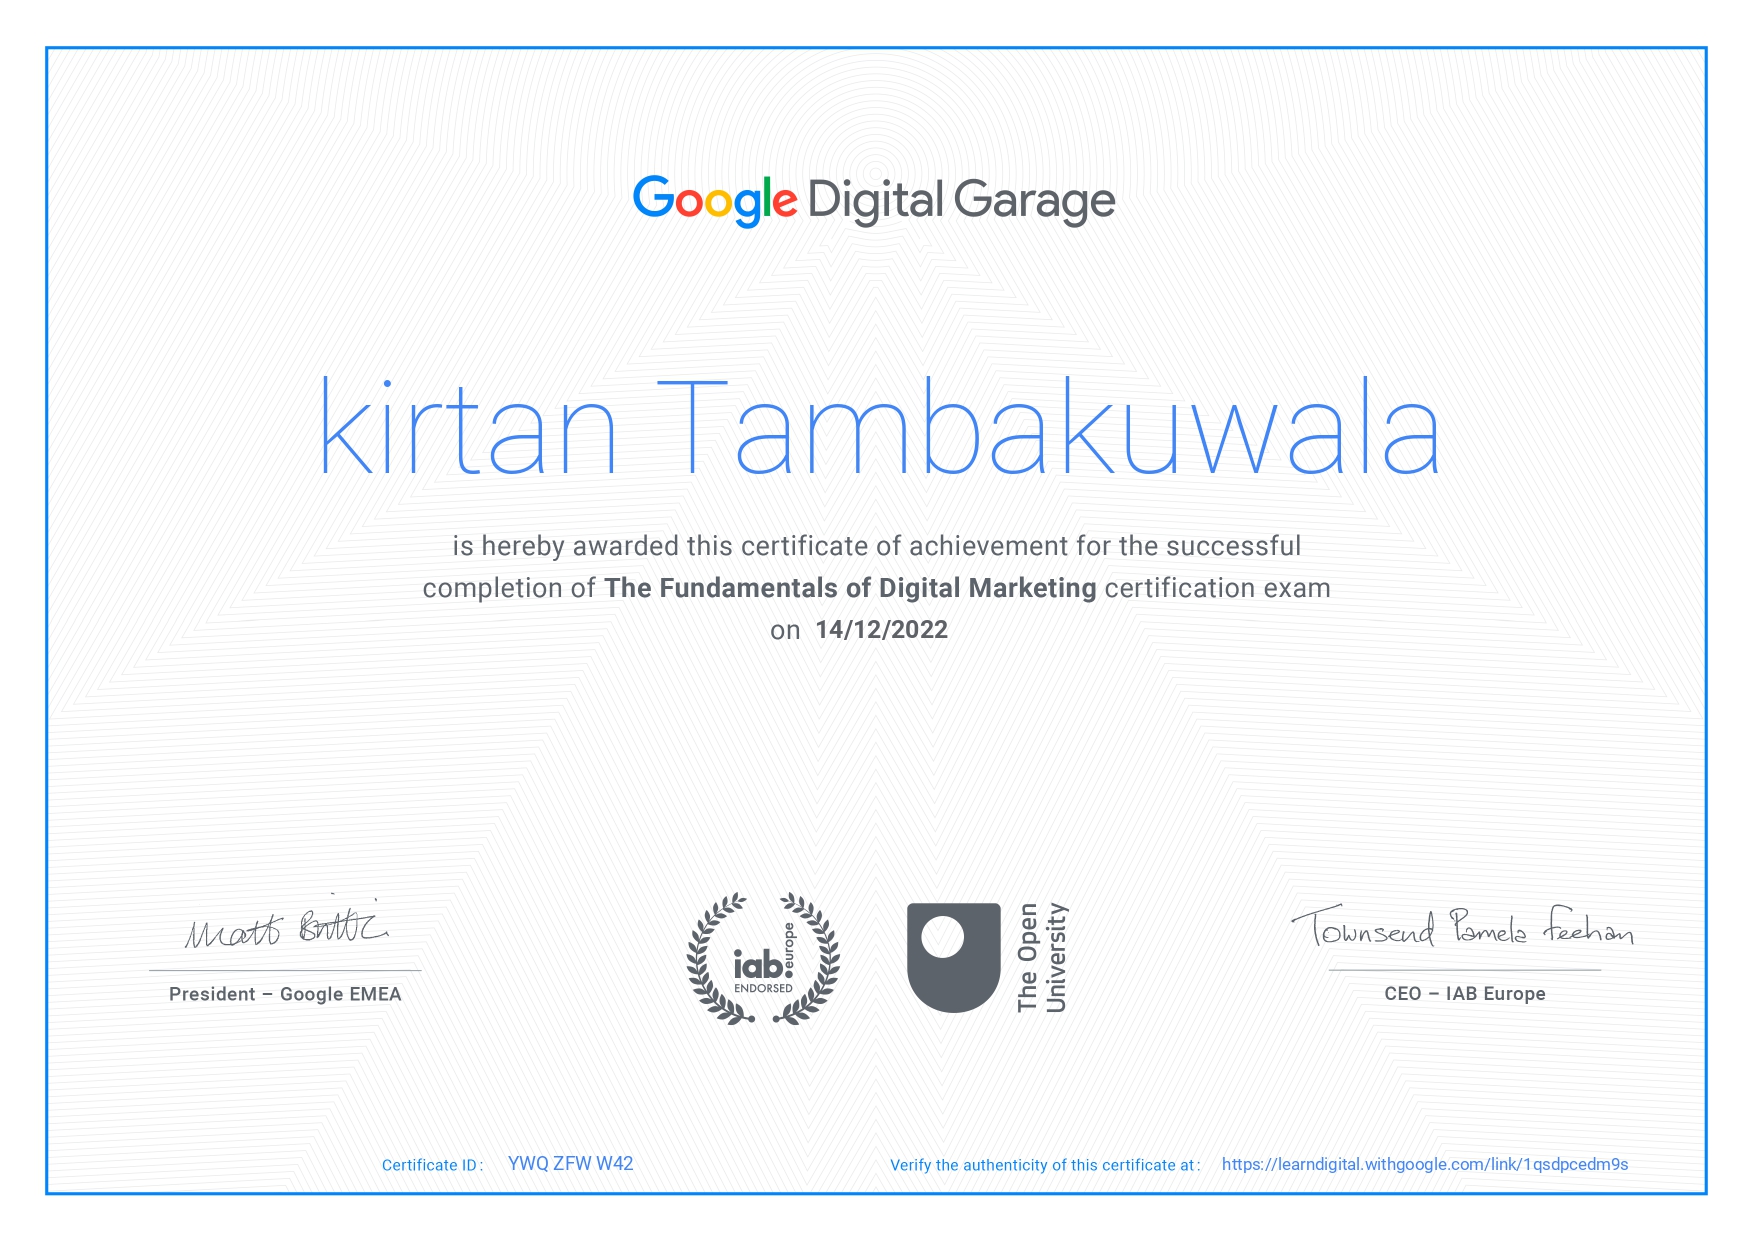 Google Digital Garage
kirtan Tambakuwala
is hereby awarded this certificate of achievement for the successful
completion of The Fundamentals of Digital Marketing certification exam
on 14/12/2022
Matt Brittin
President – Google EMEA
iab. europe
ENDORSED
The Open
University
Townsend Pamela Feehan
CEO – IAB Europe
Certificate ID: YWQ ZFW W42
Verify the authenticity of this certificate at: https://learndigital.withgoogle.com/link/1qsdpcedm9s